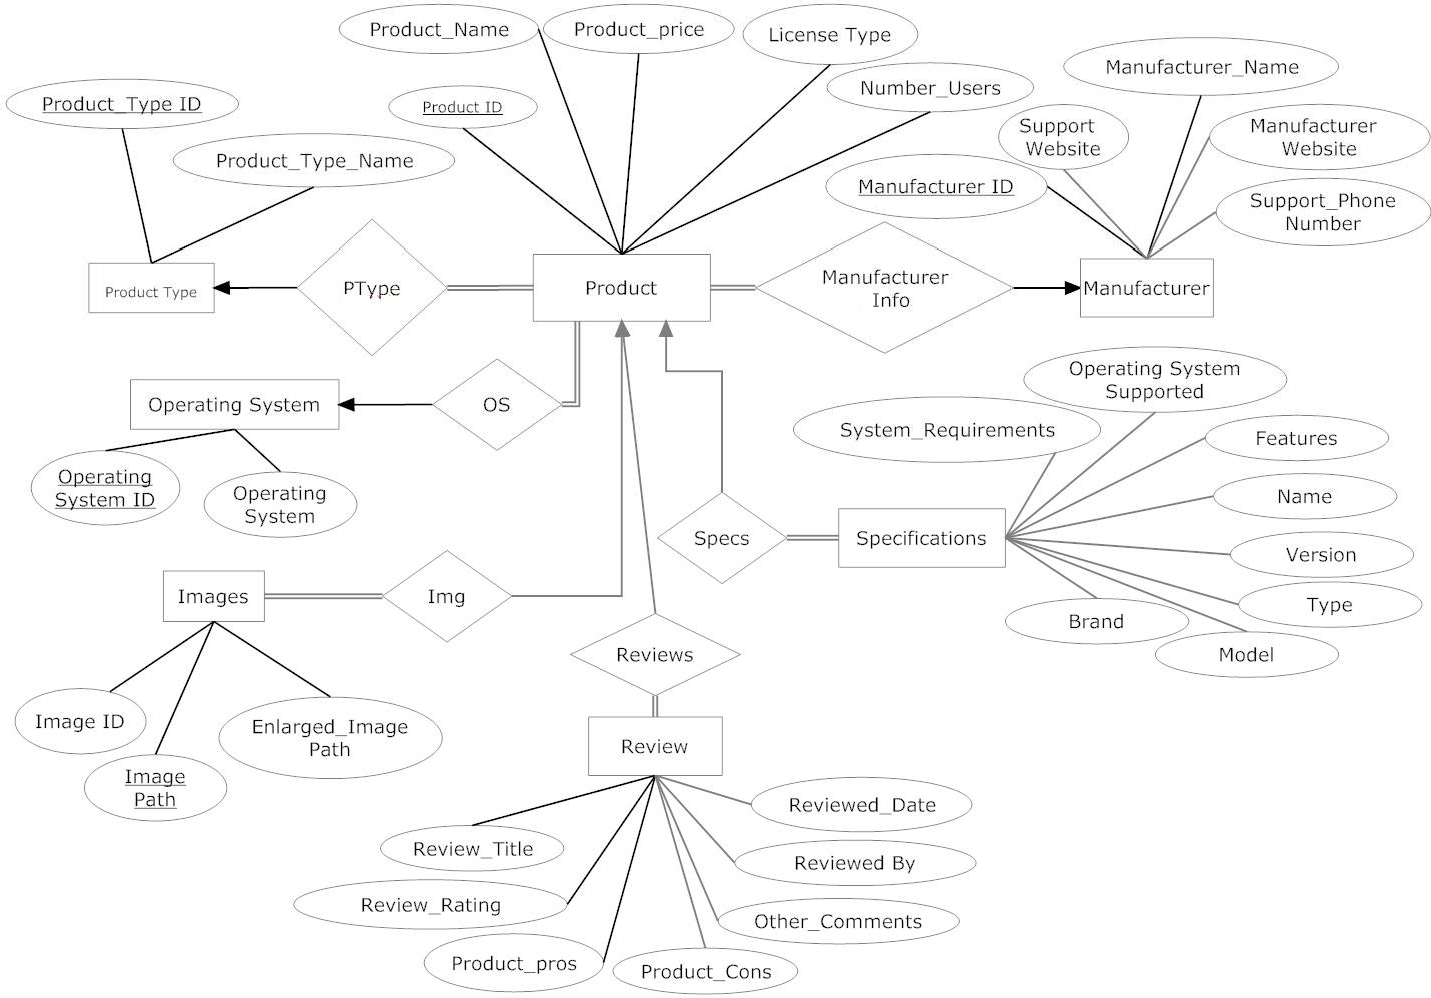 Product_Name
Product_price
License Type
Manufacturer_Name
Number_Users
Product_Type ID
Product ID
Support
Website
Manufacturer
Website
Product_Type_Name
Manufacturer ID
Support_Phone
Number
Product Type
PType
Product
Manufacturer
Info
Manufacturer
Operating System
OS
Operating System
Supported
System_Requirements
Features
Operating
System ID
Operating
System
Name
Specs
Specifications
Version
Images
Img
Type
Brand
Reviews
Model
Image ID
Enlarged_Image
Path
Image
Path
Review
Reviewed_Date
Review_Title
Reviewed By
Review_Rating
Other_Comments
Product_pros
Product_Cons